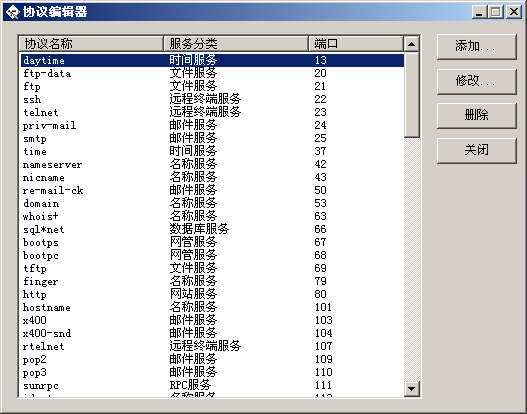 协议编辑器
协议名称 服务分类 端口
daytime 时间服务 13
ftp-data 文件服务 20
ftp 文件服务 21
ssh 远程终端服务 22
telnet 远程终端服务 23
priv-mail 邮件服务 24
smtp 邮件服务 25
time 时间服务 37
nameserver 名称服务 42
nicname 名称服务 43
re-mail-ck 邮件服务 50
domain 名称服务 53
whois+ 名称服务 63
sql*net 数据库服务 66
bootps 网管服务 67
bootpc 网管服务 68
tftp 文件服务 69
finger 名称服务 79
http 网站服务 80
hostname 名称服务 101
x400 邮件服务 103
x400-snd 邮件服务 104
rtelnet 远程终端服务 107
pop2 邮件服务 109
pop3 邮件服务 110
sunrpc RPC服务 111
添加...
修改...
删除
关闭